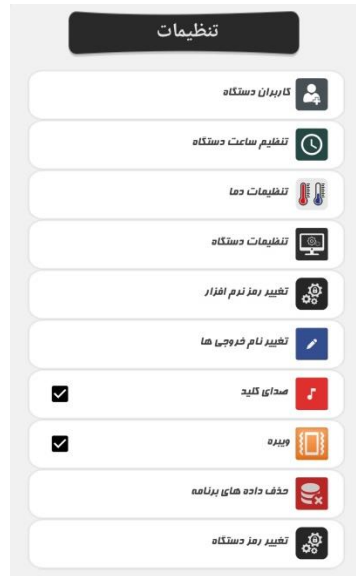 تنظیمات
کاربران دستگاه
تنظیم ساعت دستگاه
تنظیمات دما
تنظیمات دستگاه
تغییر رمز نرم افزار
تغییر نام خروجی ها
صدای کلید
ویبره
حذف داده های برنامه
تغییر رمز دستگاه